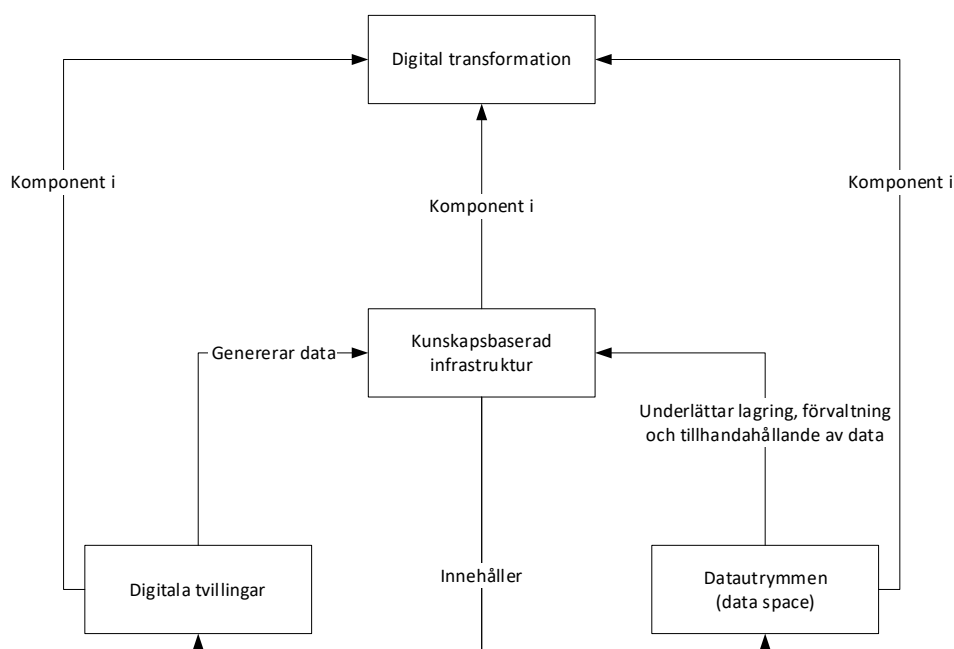 Digital transformation
Komponent i
Komponent i
Komponent i
Kunskapsbaserad
infrastruktur
Genererar data
Underlättar lagring, förvaltning
och tillhandahållande av data
Digitala tvillingar
Innehåller
Datautrymmen
(data space)